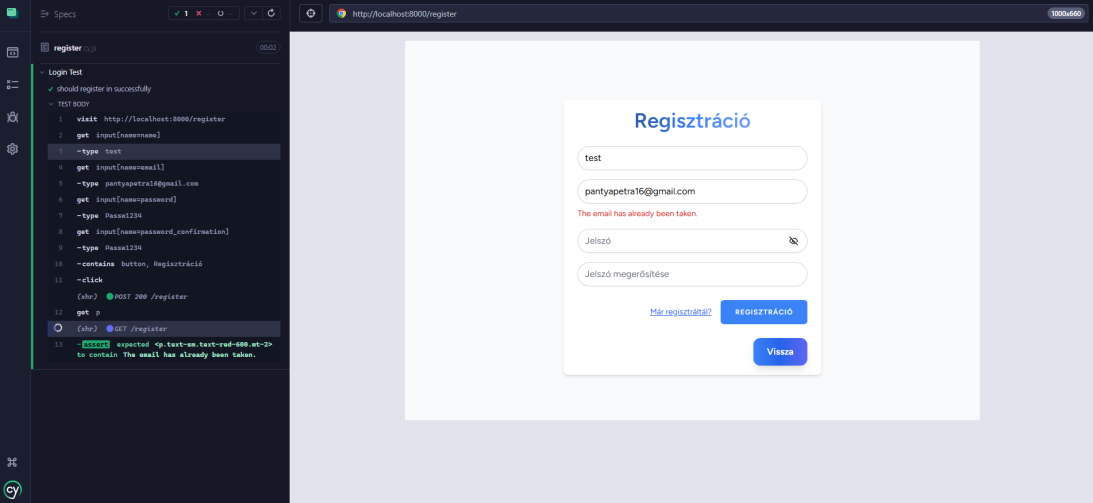 Specs
1
--
--
http://localhost:8000/register
1000x660
register cy.js
00:02
Login Test
should register in successfully
TEST BODY
1 visit http://localhost:8000/register
2 get input[name=name]
3 -type test
4 get input[name=email]
5 -type pantyapetra16@gmail.com
6 get input[name=password]
7 -type Passw1234
8 get input[name=password_confirmation]
9 -type Passw1234
10 -contains button, Regisztráció
11 -click
(xhr) POST 200 /register
12 get p
(xhr) GET /register
13 -assert expected <p.text-sm.text-red-600.mt-2>
to contain The email has already been taken.
Regisztráció
test
pantyapetra16@gmail.com
The email has already been taken.
Jelszó
Jelszó megerősítése
Már regisztráltál?
REGISZTRÁCIÓ
Vissza
cy